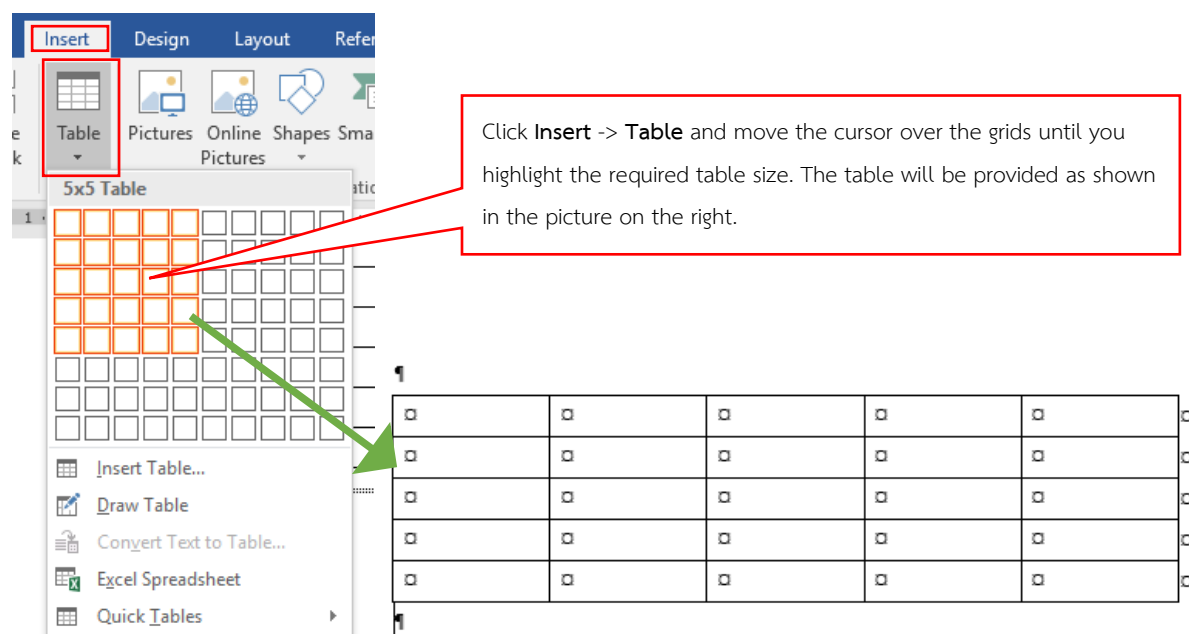 Insert Design Layout Refer
Table Pictures Online Shapes Sma
Pictures
5x5 Table
1
Click Insert -> Table and move the cursor over the grids until you
highlight the required table size. The table will be provided as shown
in the picture on the right.
¶
¤ ¤ ¤ ¤ ¤ ¤
¤ ¤ ¤ ¤ ¤ ¤
¤ ¤ ¤ ¤ ¤ ¤
¤ ¤ ¤ ¤ ¤ ¤
¤ ¤ ¤ ¤ ¤ ¤
¶
Insert Table...
Draw Table
Convert Text to Table...
Excel Spreadsheet
Quick Tables